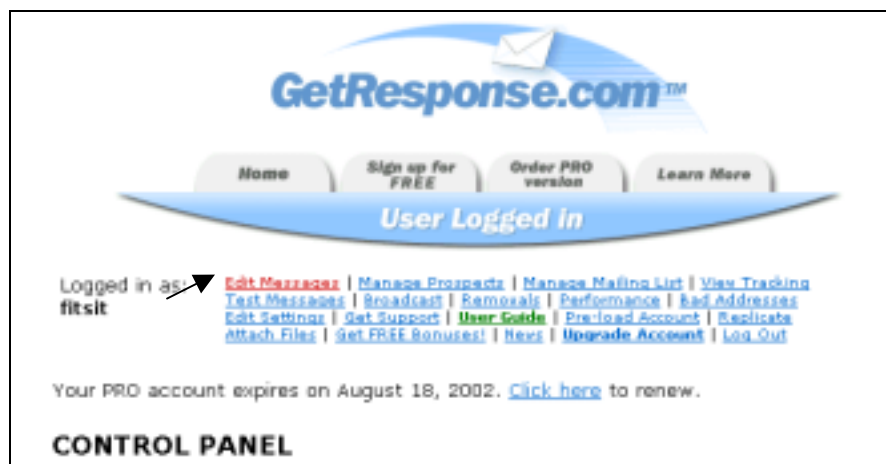 GetResponse.com™
Home
Sign up for FREE
Order PRO version
Learn More
User Logged in
Logged in as:
fitsit
Edit Messages | Manage Prospects | Manage Mailing List | View Tracking
Test Messages | Broadcast | Removals | Performance | Bad Addresses
Edit Settings | Get Support | User Guide | Pre-load Account | Replicate
Attach Files | Get FREE Bonuses! | News | Upgrade Account | Log Out
Your PRO account expires on August 18, 2002. Click here to renew.
CONTROL PANEL